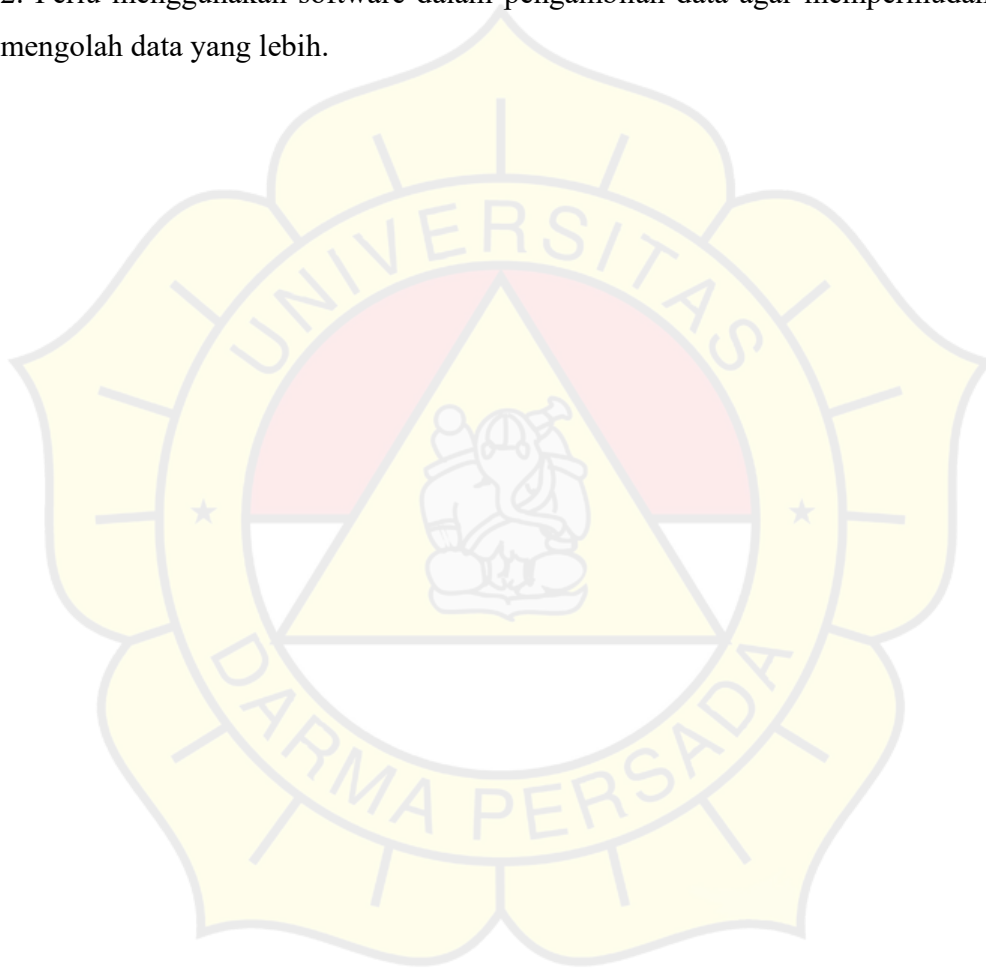 2. Perlu menggunakan software dalam pengambilan data agar mempermudah
mengolah data yang lebih.
UNIVERSITAS
DARMA PERSADA